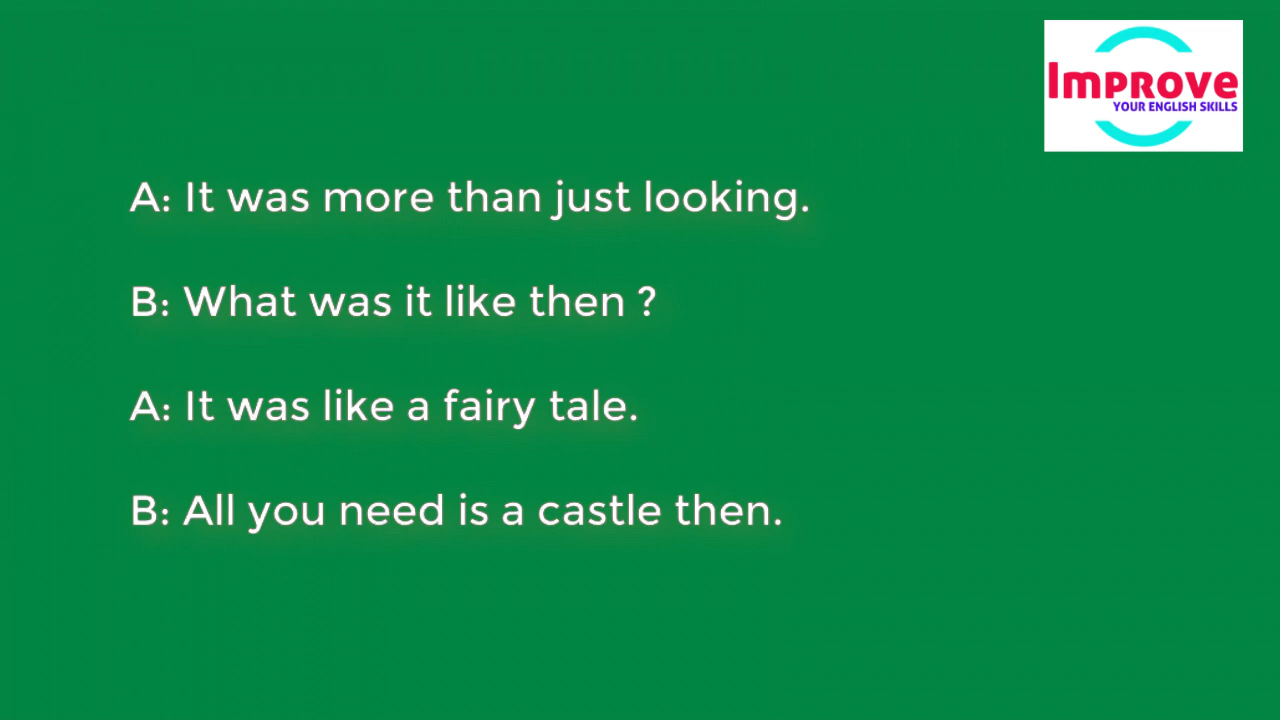 Improve
YOUR ENGLISH SKILLS
A: It was more than just looking.
B: What was it like then ?
A: It was like a fairy tale.
B: All you need is a castle then.